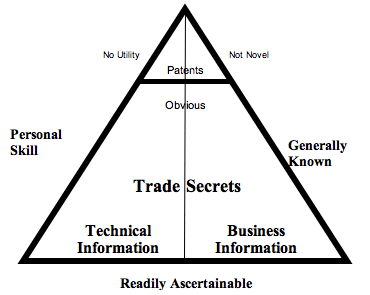 No Utility
Not Novel
Patents
Obvious
Personal
Skill
Generally
Known
Trade Secrets
Technical
Information
Business
Information
Readily Ascertainable